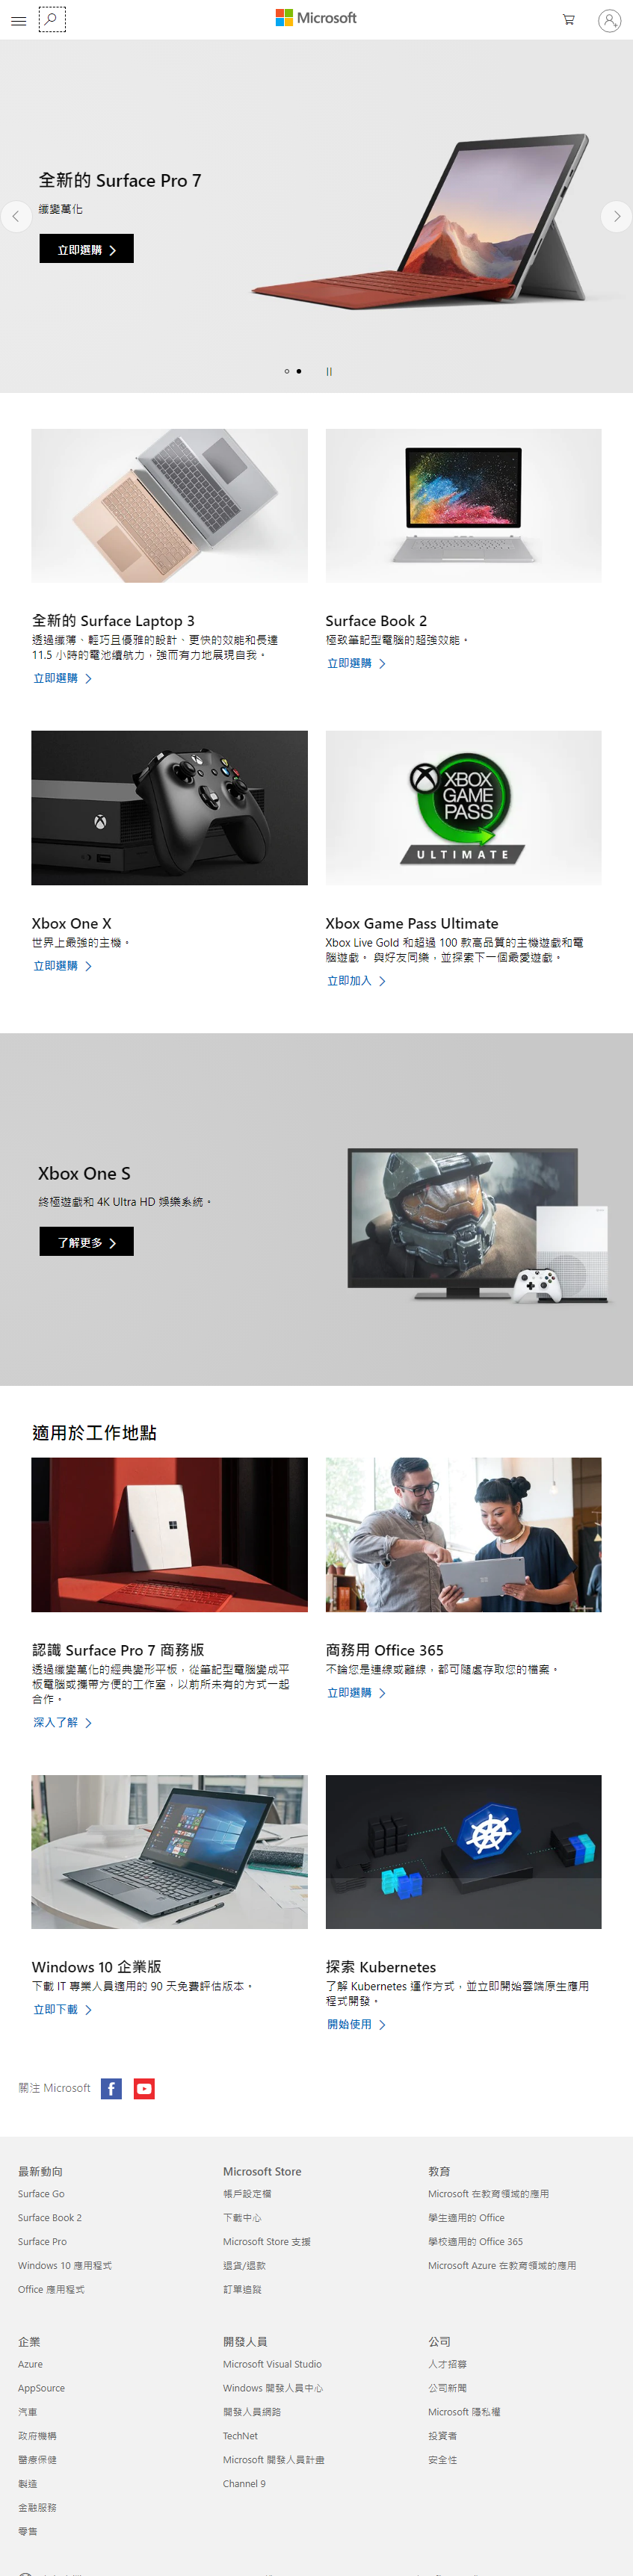 Microsoft
全新的 Surface Pro 7
纖變萬化
立即選購
全新的 Surface Laptop 3
透過纖薄、輕巧且優雅的設計、更快的效能和長達
11.5 小時的電池續航力，強而有力地展現自我。
立即選購
Surface Book 2
極致筆記型電腦的超強效能。
立即選購
XBOX
GAME
PASS
ULTIMATE
Xbox One X
世界上最強的主機。
立即選購
Xbox Game Pass Ultimate
Xbox Live Gold 和超過 100 款高品質的主機遊戲和電
腦遊戲。 與好友同樂，並探索下一個最愛遊戲。
立即加入
Xbox One S
終極遊戲和 4K Ultra HD 娛樂系統。
了解更多
適用於工作地點
認識 Surface Pro 7 商務版
透過纖變萬化的經典變形平板，從筆記型電腦變成平
板電腦或攜帶方便的工作室，以前所未有的方式一起
合作。
深入了解
商務用 Office 365
不論您是連線或離線，都可隨處存取您的檔案。
立即選購
Windows 10 企業版
下載 IT 專業人員適用的 90 天免費評估版本。
立即下載
探索 Kubernetes
了解 Kubernetes 運作方式，並立即開始雲端原生應用
程式開發。
開始使用
關注 Microsoft
最新動向
Surface Go
Surface Book 2
Surface Pro
Windows 10 應用程式
Office 應用程式
Microsoft Store
帳戶設定檔
下載中心
Microsoft Store 支援
退貨/退款
訂單追蹤
教育
Microsoft 在教育領域的應用
學生適用的 Office
學校適用的 Office 365
Microsoft Azure 在教育領域的應用
企業
Azure
AppSource
汽車
政府機構
醫療保健
製造
金融服務
零售
開發人員
Microsoft Visual Studio
Windows 開發人員中心
開發人員網路
TechNet
Microsoft 開發人員計畫
Channel 9
公司
人才招募
公司新聞
Microsoft 隱私權
投資者
安全性